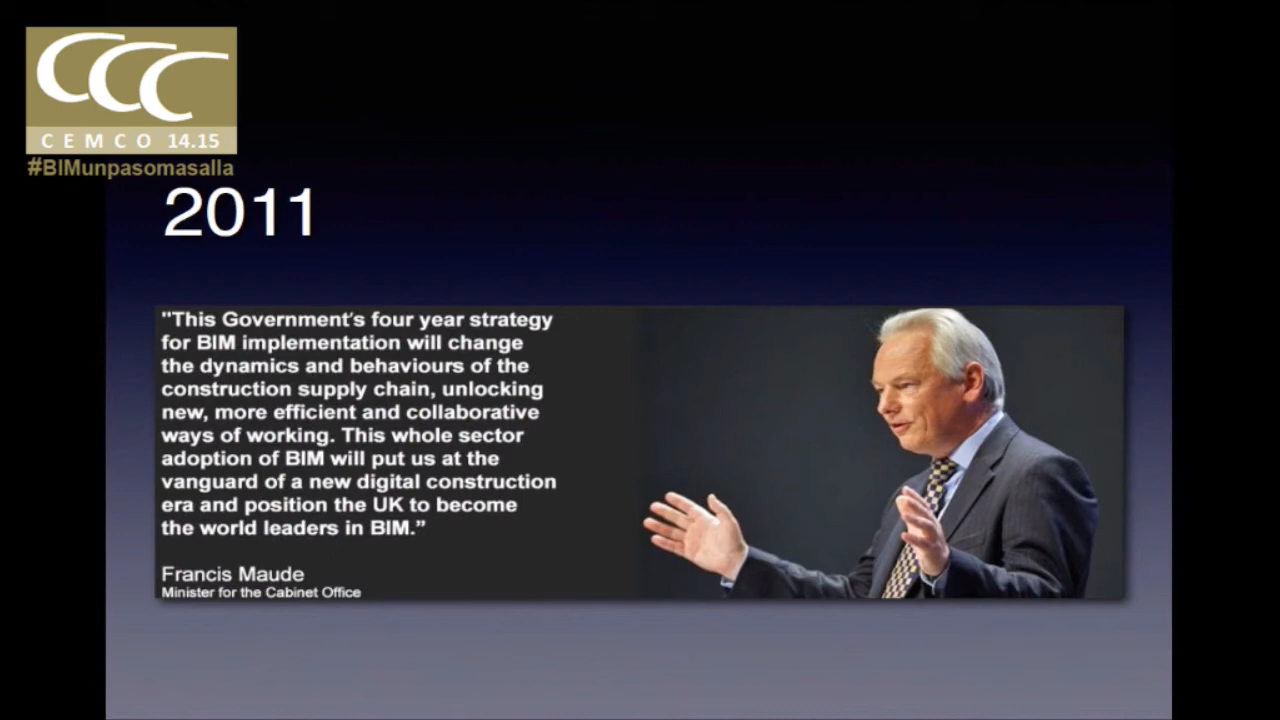 CCC
CEMCO 14.15
#BIMunpasomasalla
2011
"This Government's four year strategy
for BIM implementation will change
the dynamics and behaviours of the
construction supply chain, unlocking
new, more efficient and collaborative
ways of working. This whole sector
adoption of BIM will put us at the
vanguard of a new digital construction
era and position the UK to become
the world leaders in BIM.”
Francis Maude
Minister for the Cabinet Office